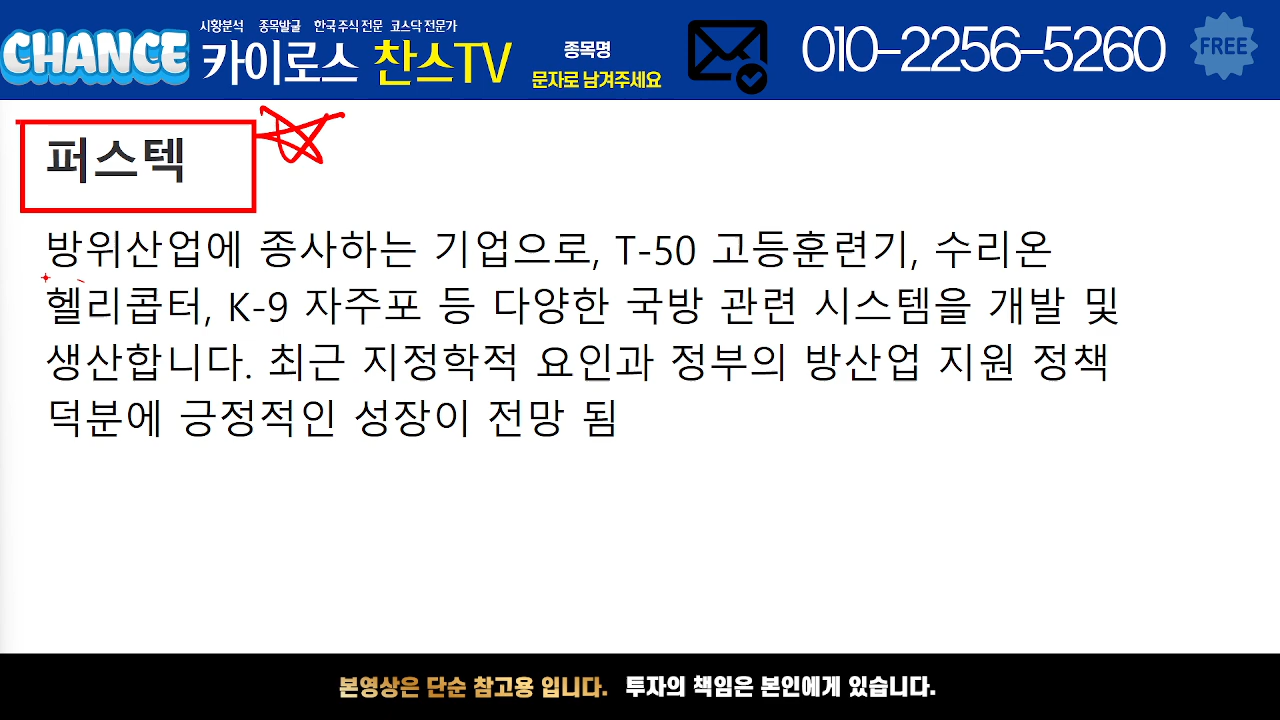 CHANCE
시황분석 종목발굴 한국 주식 전문 코스닥 전문가
카이로스 찬스TV
종목명
문자로 남겨주세요
010-2256-5260
FREE
퍼스텍
방위산업에 종사하는 기업으로, T-50 고등훈련기, 수리온
헬리콥터, K-9 자주포 등 다양한 국방 관련 시스템을 개발 및
생산합니다. 최근 지정학적 요인과 정부의 방산업 지원 정책
덕분에 긍정적인 성장이 전망 됨
본영상은 단순 참고용 입니다. 투자의 책임은 본인에게 있습니다.